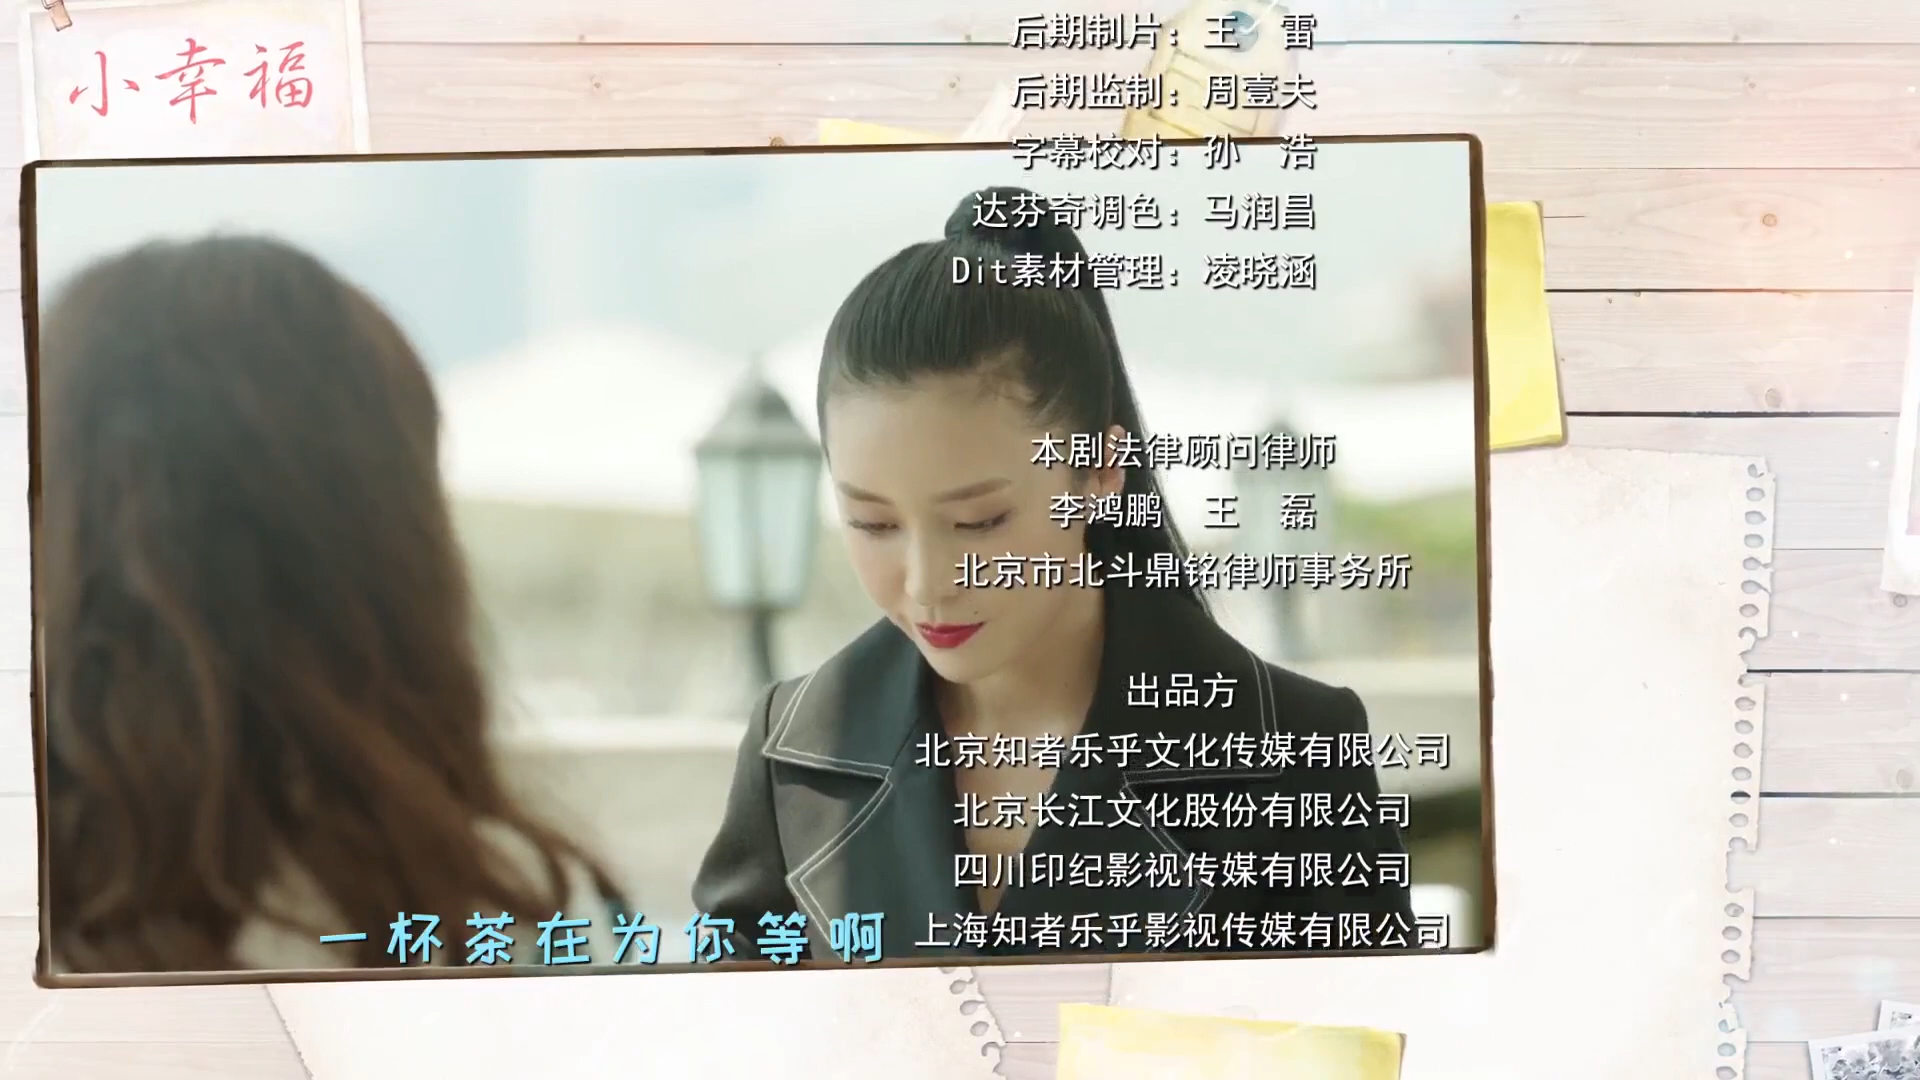 小幸福
后期制片：王　雷
后期监制：周壹夫
字幕校对：孙　浩
达芬奇调色：马润昌
Dit素材管理：凌晓涵
本剧法律顾问律师
李鸿鹏　王　磊
北京市北斗鼎铭律师事务所
出品方
北京知者乐乎文化传媒有限公司
北京长江文化股份有限公司
四川印纪影视传媒有限公司
上海知者乐乎影视传媒有限公司
一杯茶在为你等啊